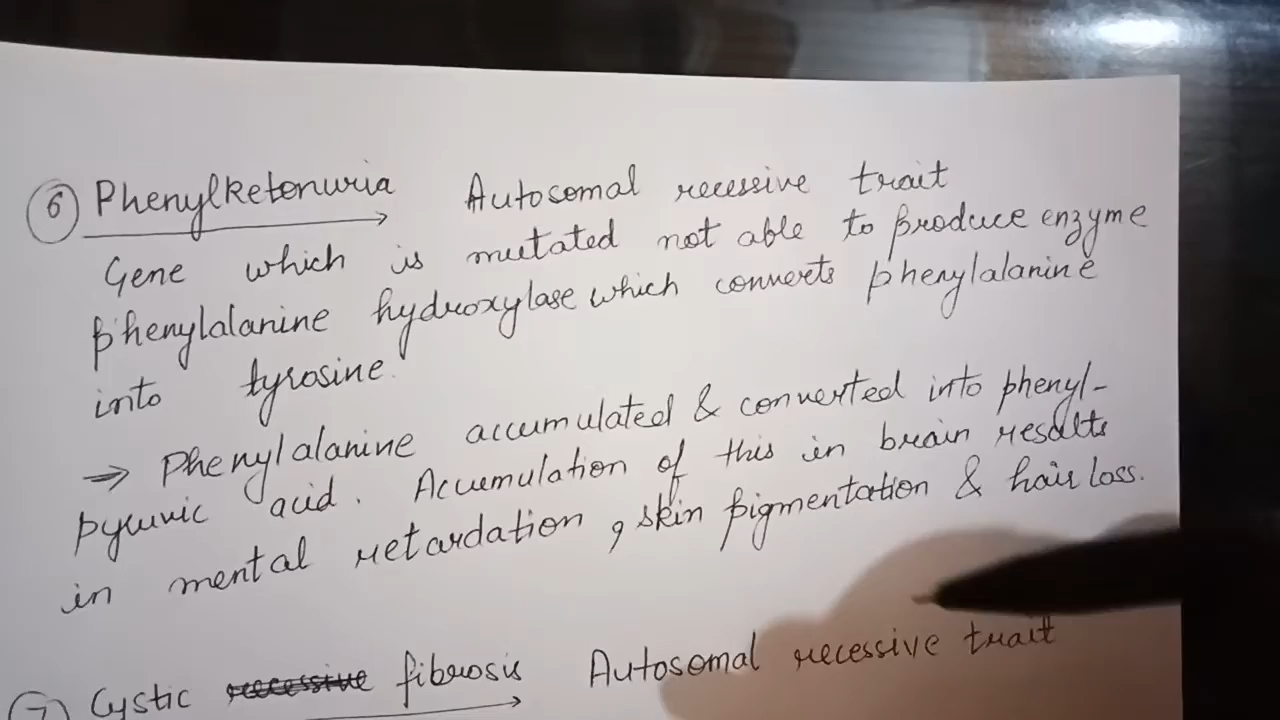 6 Phenylketonuria Autosomal recessive trait
Gene which is mutated not able to produce enzyme
phenylalanine hydroxylase which converts phenylalanine
into tyrosine.
→ Phenylalanine accumulated & converted into phenyl-
pyruvic acid. Accumulation of this in brain results
in mental retardation, skin pigmentation & hair loss.
7 Cystic recessive fibrosis Autosomal recessive trait